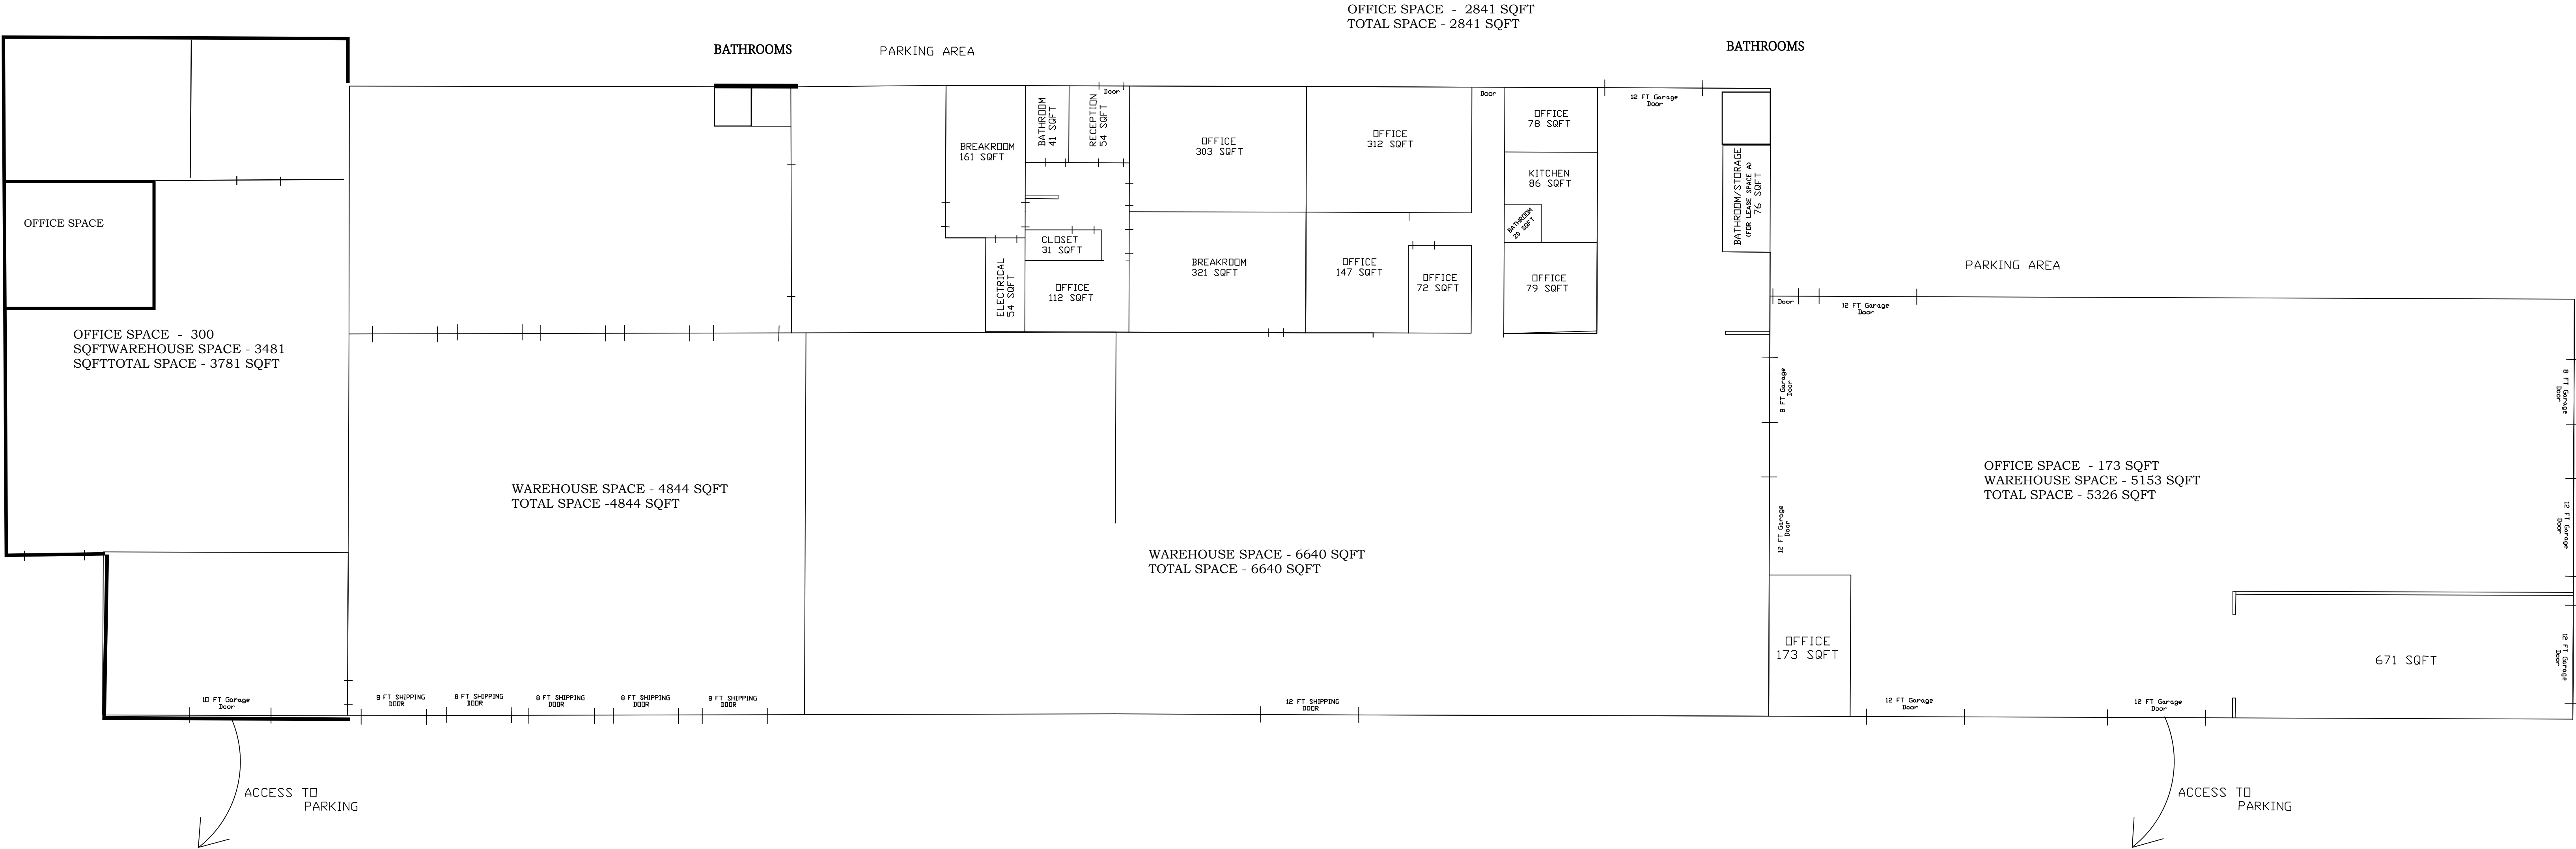 OFFICE SPACE - 2841 SQFT
TOTAL SPACE - 2841 SQFT
BATHROOMS
PARKING AREA
BATHROOMS
Door
Door
12 FT Garage
Door
BATHROOM
41 SQFT
RECEPTION
54 SQFT
BREAKROOM
161 SQFT
OFFICE
303 SQFT
OFFICE
312 SQFT
OFFICE
78 SQFT
KITCHEN
86 SQFT
BATHROOM
20 SQFT
BATHROOM/STORAGE
(FOR LEASE SPACE A)
76 SQFT
OFFICE SPACE
CLOSET
31 SQFT
ELECTRICAL
54 SQFT
OFFICE
112 SQFT
BREAKROOM
321 SQFT
OFFICE
147 SQFT
OFFICE
72 SQFT
OFFICE
79 SQFT
PARKING AREA
Door
12 FT Garage
Door
OFFICE SPACE - 300
SQFTWAREHOUSE SPACE - 3481
SQFTTOTAL SPACE - 3781 SQFT
8 FT Garage
Door
8 FT Garage
Door
WAREHOUSE SPACE - 4844 SQFT
TOTAL SPACE -4844 SQFT
OFFICE SPACE - 173 SQFT
WAREHOUSE SPACE - 5153 SQFT
TOTAL SPACE - 5326 SQFT
12 FT Garage
Door
12 FT Garage
Door
WAREHOUSE SPACE - 6640 SQFT
TOTAL SPACE - 6640 SQFT
OFFICE
173 SQFT
671 SQFT
12 FT Garage
Door
10 FT Garage
Door
8 FT SHIPPING
DOOR
8 FT SHIPPING
DOOR
8 FT SHIPPING
DOOR
8 FT SHIPPING
DOOR
8 FT SHIPPING
DOOR
12 FT SHIPPING
DOOR
12 FT Garage
Door
12 FT Garage
Door
ACCESS TO
PARKING
ACCESS TO
PARKING